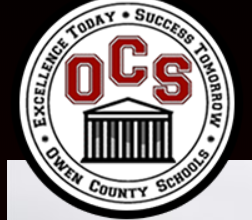 EXCELLENCE TODAY • SUCCESS TOMORROW •
OCS
OWEN COUNTY SCHOOLS